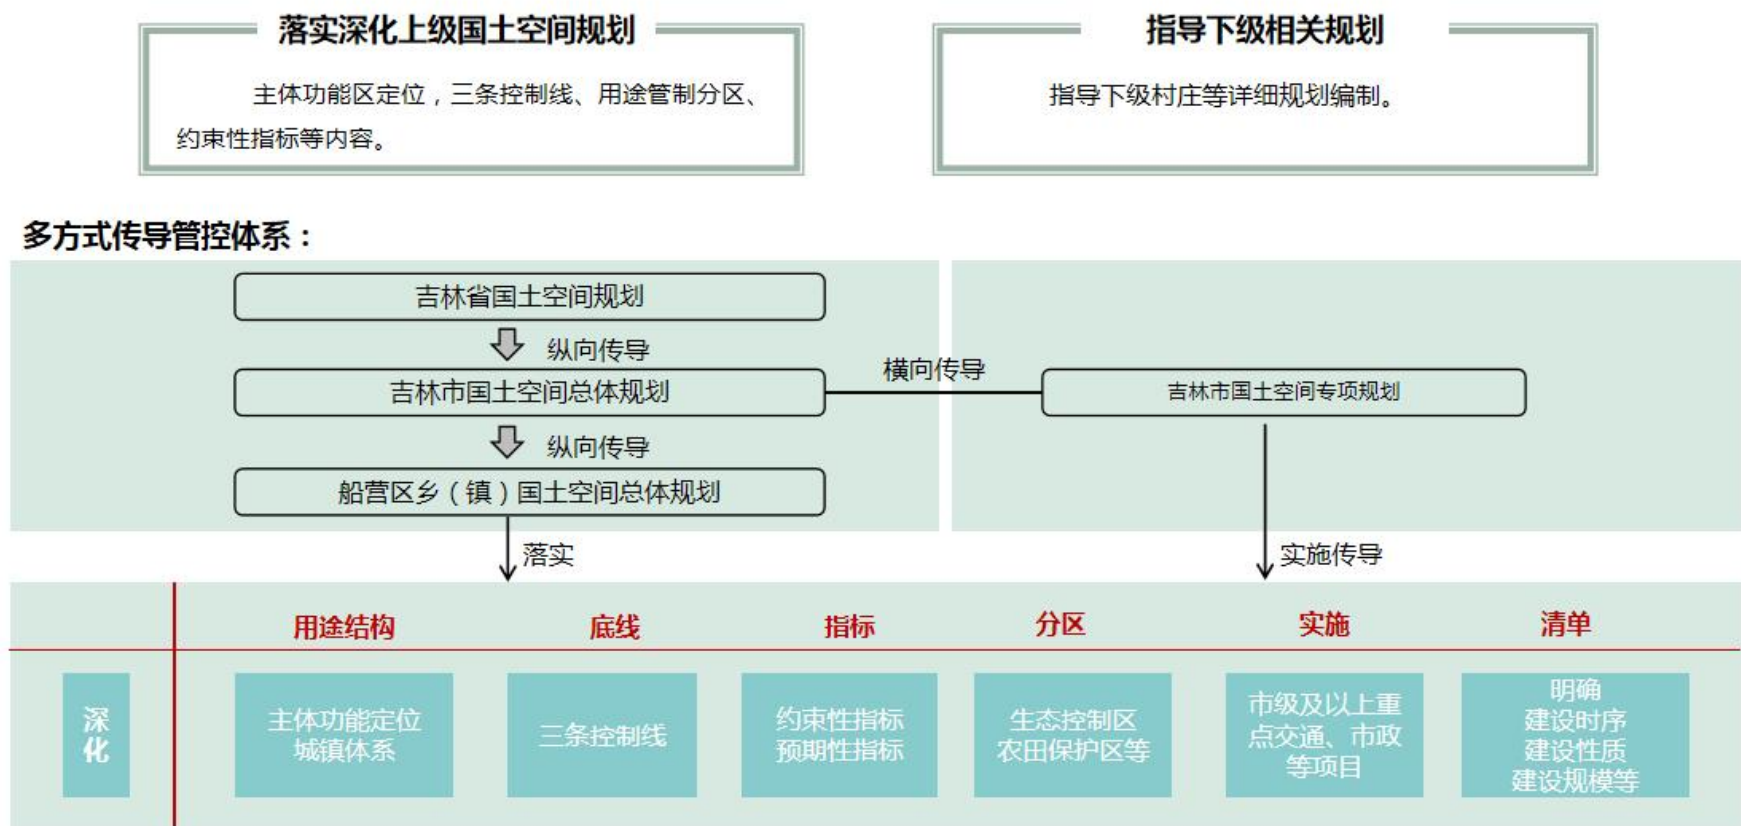 落实深化上级国土空间规划
主体功能区定位，三条控制线、用途管制分区、
约束性指标等内容。
指导下级相关规划
指导下级村庄等详细规划编制。
多方式传导管控体系：
吉林省国土空间规划
纵向传导
吉林市国土空间总体规划
横向传导
吉林市国土空间专项规划
纵向传导
船营区乡（镇）国土空间总体规划
落实
实施传导
用途结构
底线
指标
分区
实施
清单
深
化
主体功能定位
城镇体系
三条控制线
约束性指标
预期性指标
生态控制区
农田保护区等
市级及以上重
点交通、市政
等项目
明确
建设时序
建设性质
建设规模等